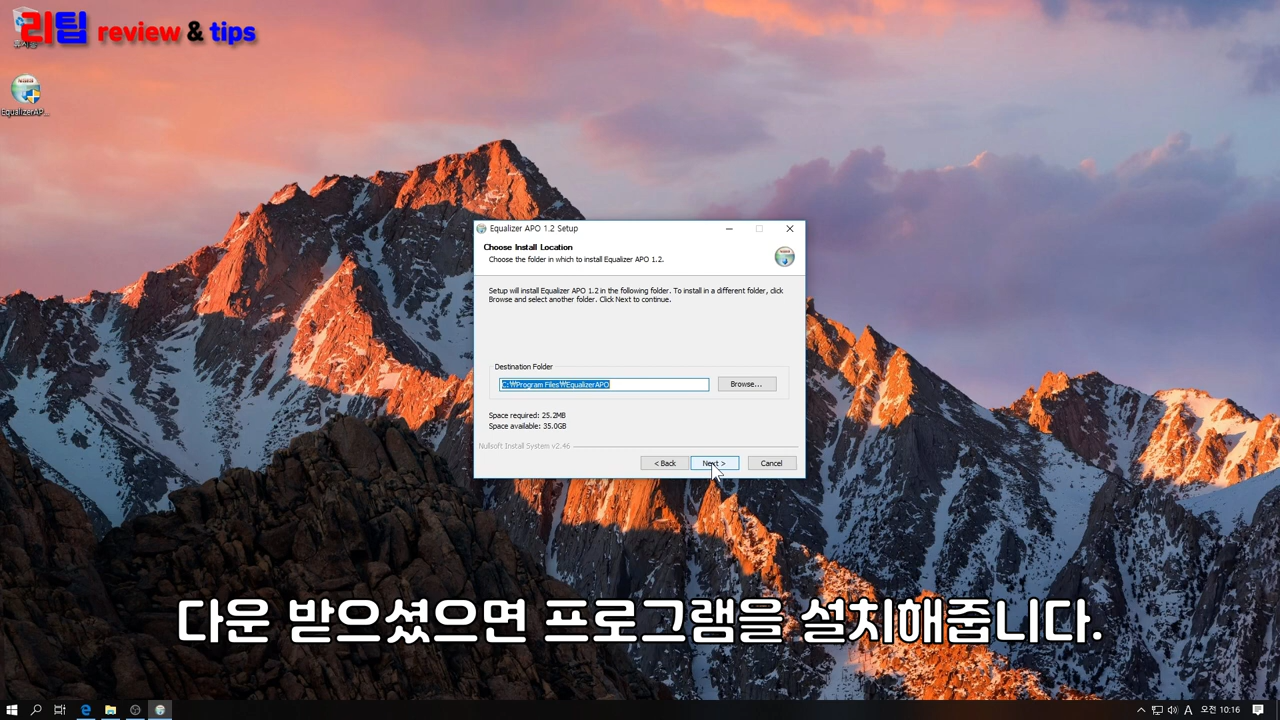 리팁 review & tips
휴지통
EqualizerAP...
Equalizer APO 1.2 Setup
Choose Install Location
Choose the folder in which to install Equalizer APO 1.2.
Setup will install Equalizer APO 1.2 in the following folder. To install in a different folder, click
Browse and select another folder. Click Next to continue.
Destination Folder
C:₩Program Files₩EqualizerAPO
Browse...
Space required: 25.2MB
Space available: 35.0GB
Nullsoft Install System v2.46
< Back
Next >
Cancel
다운 받으셨으면 프로그램을 설치해줍니다.
A
오전 10:16